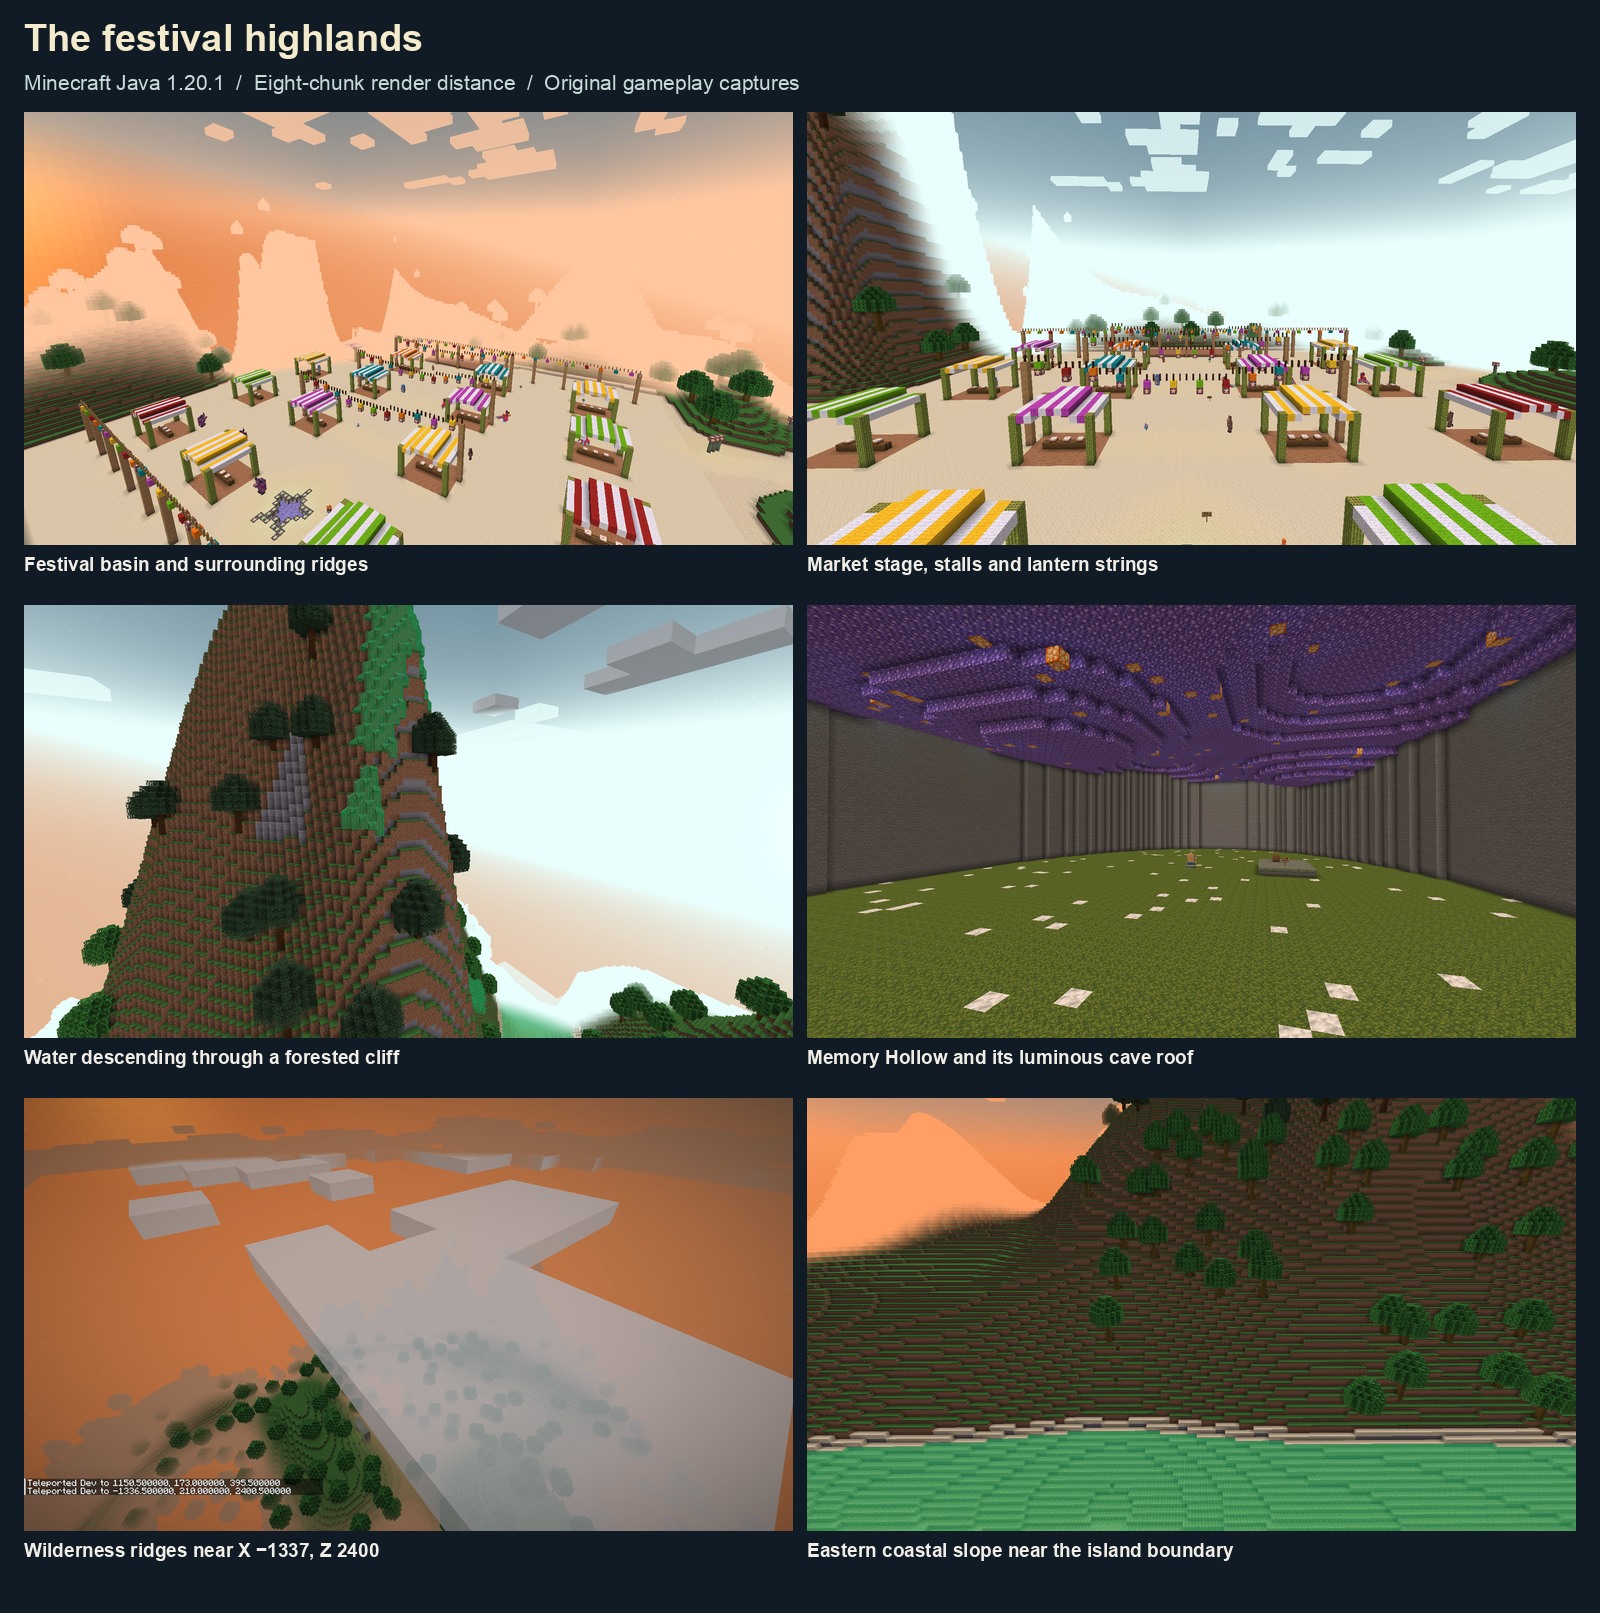 The festival highlands
Minecraft Java 1.20.1 / Eight-chunk render distance / Original gameplay captures
Festival basin and surrounding ridges
Market stage, stalls and lantern strings
Water descending through a forested cliff
Memory Hollow and its luminous cave roof
Teleported Dev to 1150.500000, 173.000000, 395.500000
Teleported Dev to −1336.500000, 210.000000, 2400.500000
Wilderness ridges near X −1337, Z 2400
Eastern coastal slope near the island boundary